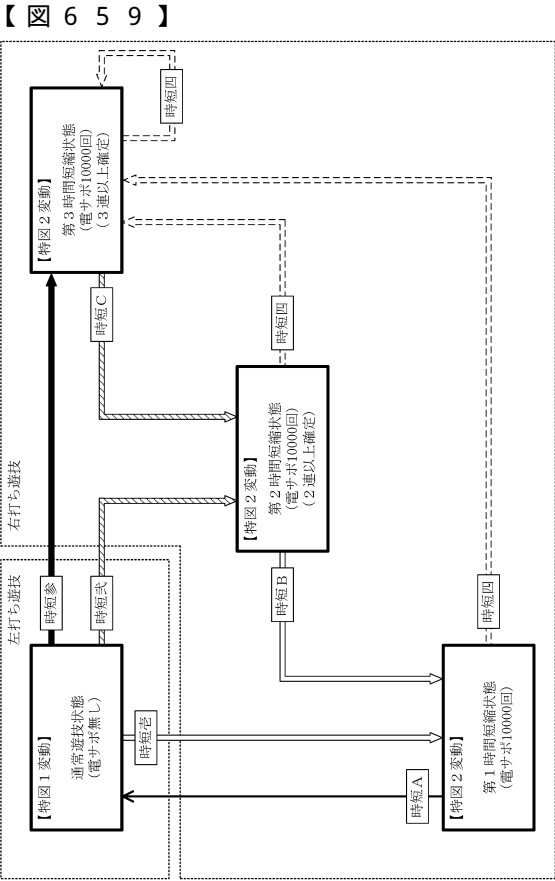 【図６５９】
左打ち遊技
【特図１変動】
通常遊技状態
(電サポ無し)
時短参
時短弐
時短壱
右打ち遊技
【特図２変動】
第３時間短縮状態
(電サポ10000回)
(３連以上確定)
時短四
時短C
【特図２変動】
第２時間短縮状態
(電サポ10000回)
(２連以上確定)
時短四
時短B
【特図２変動】
第１時間短縮状態
(電サポ10000回)
時短四
時短A